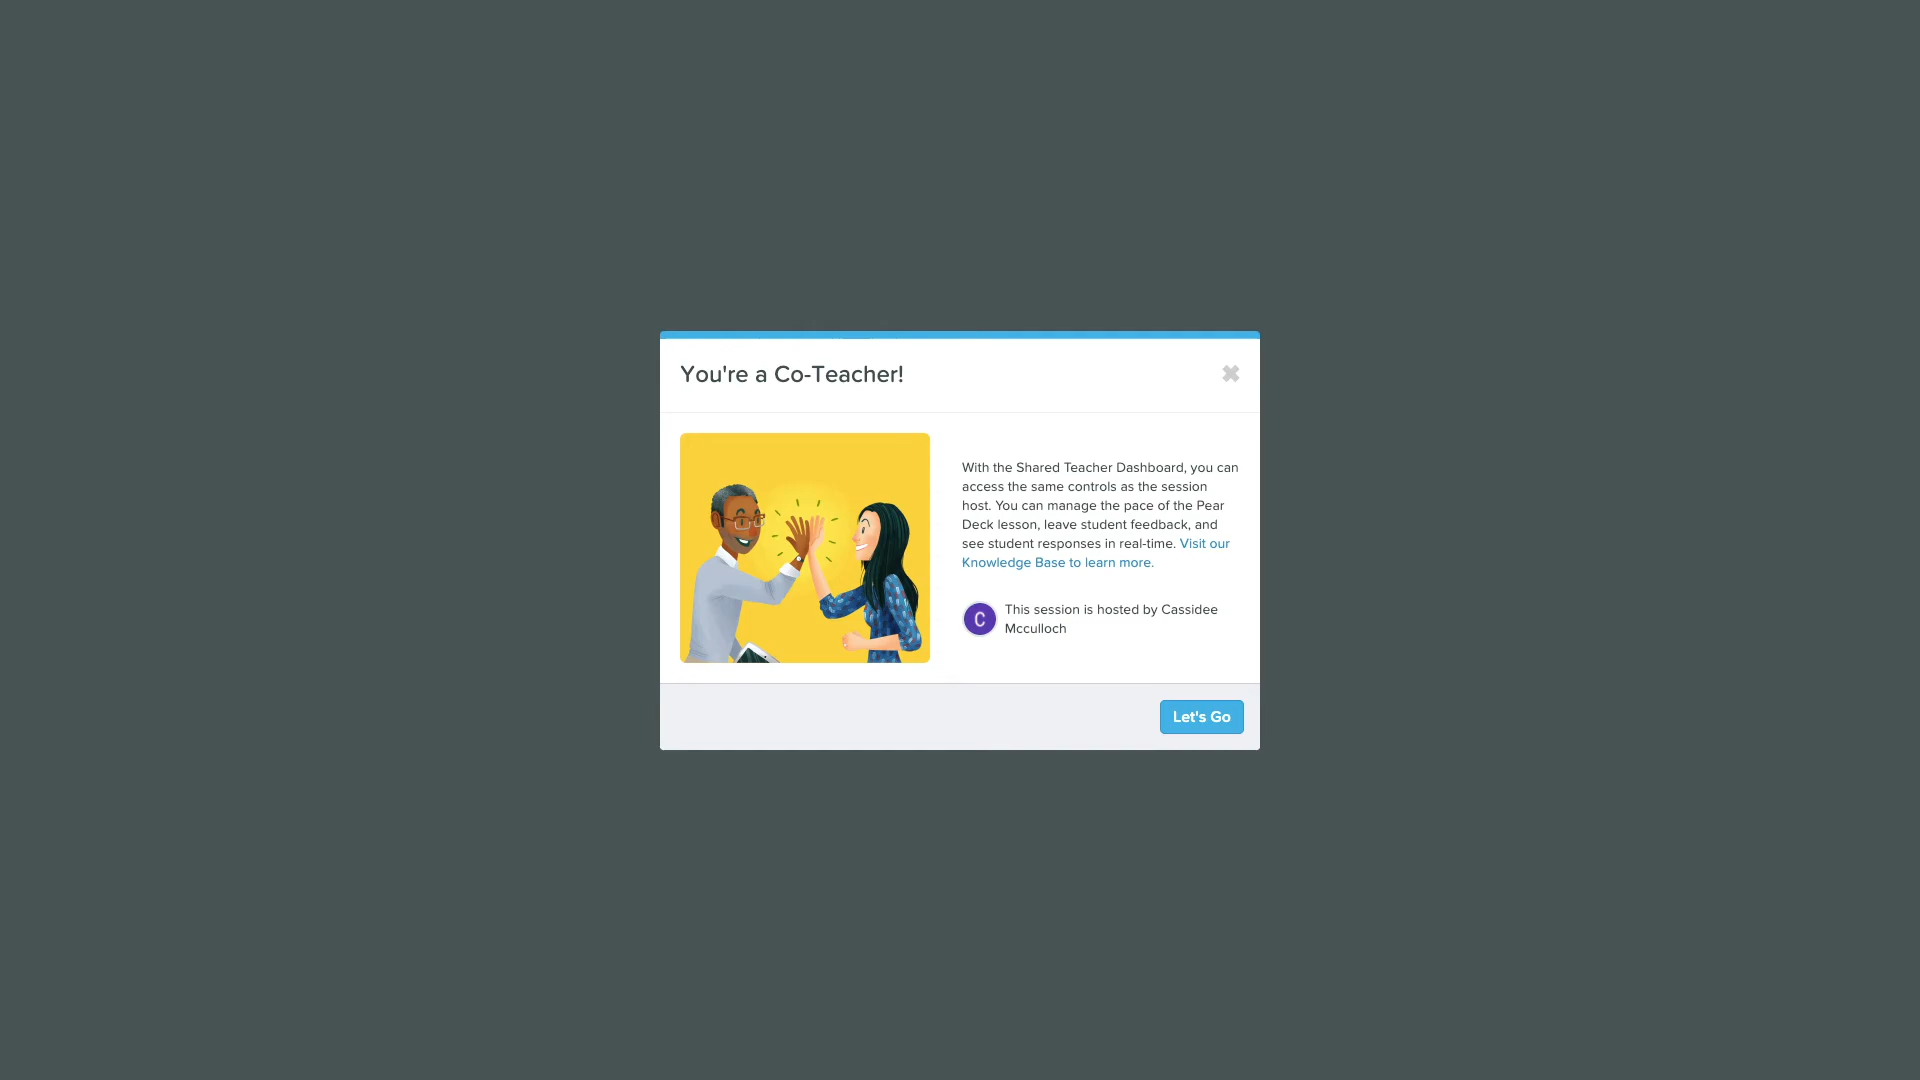 You're a Co-Teacher!
With the Shared Teacher Dashboard, you can
access the same controls as the session
host. You can manage the pace of the Pear
Deck lesson, leave student feedback, and
see student responses in real-time. Visit our
Knowledge Base to learn more.
C
This session is hosted by Cassidee
Mcculloch
Let's Go